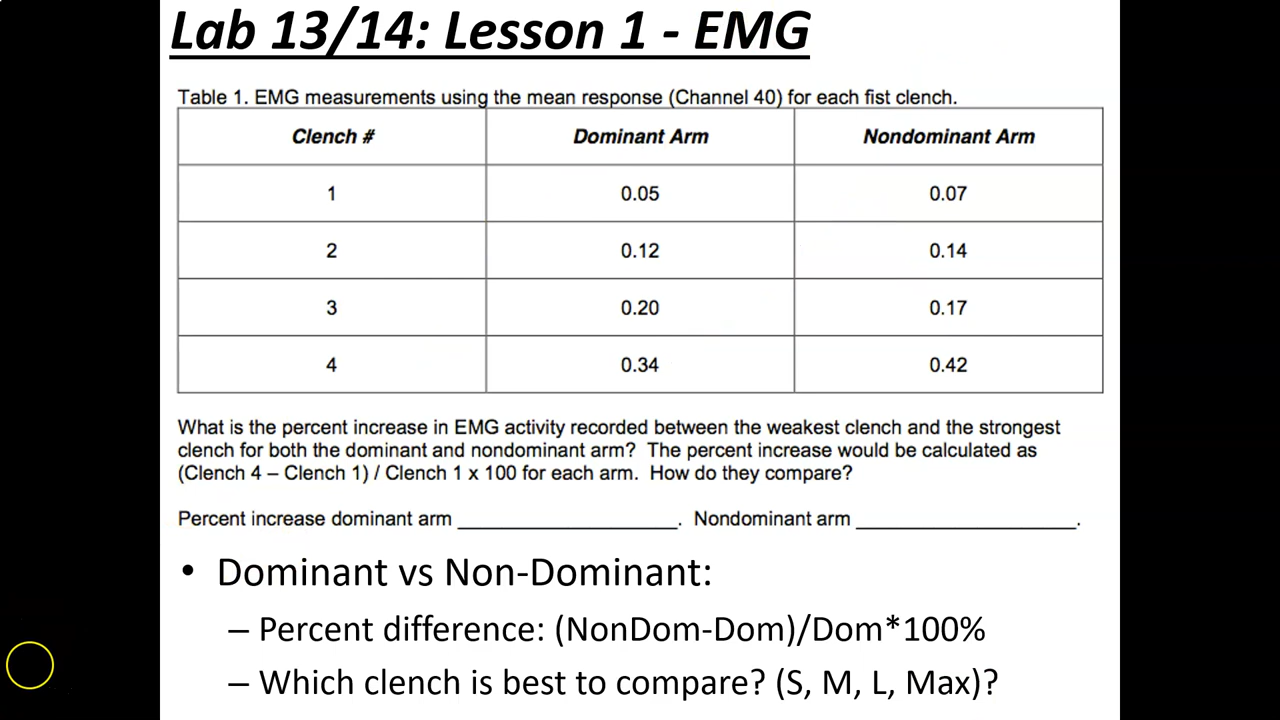 Lab 13/14: Lesson 1 - EMG
Table 1. EMG measurements using the mean response (Channel 40) for each fist clench.
Clench # Dominant Arm Nondominant Arm
1 0.05 0.07
2 0.12 0.14
3 0.20 0.17
4 0.34 0.42
What is the percent increase in EMG activity recorded between the weakest clench and the strongest
clench for both the dominant and nondominant arm? The percent increase would be calculated as
(Clench 4 – Clench 1) / Clench 1 x 100 for each arm. How do they compare?
Percent increase dominant arm ____________________. Nondominant arm ____________________.
• Dominant vs Non-Dominant:
– Percent difference: (NonDom-Dom)/Dom*100%
– Which clench is best to compare? (S, M, L, Max)?